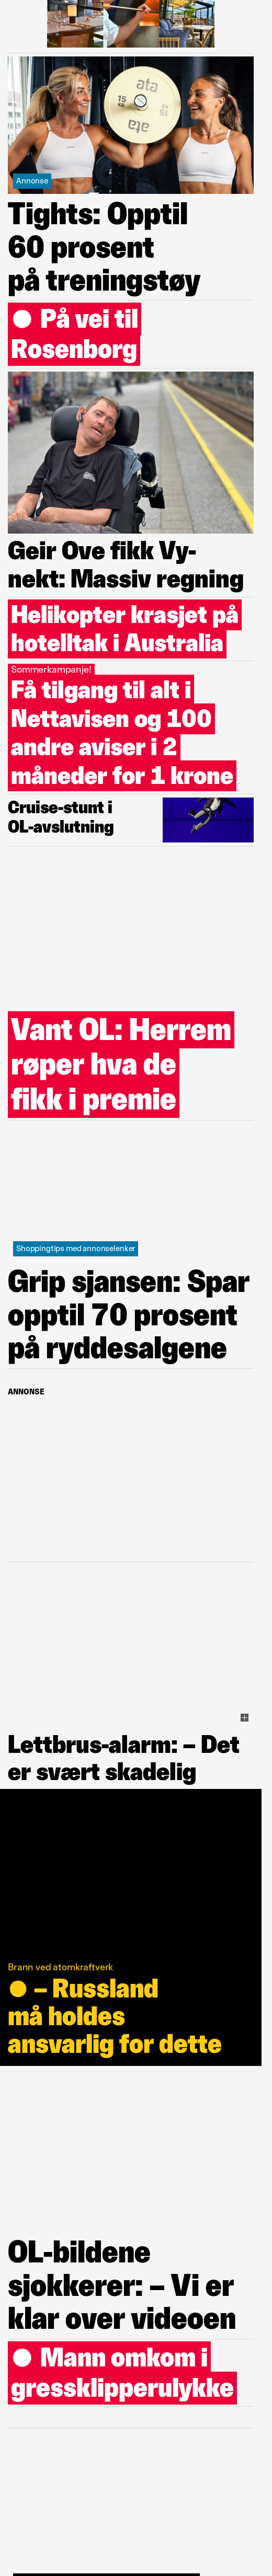 ata
15
KG
Annonse
Tights: Opptil
60 prosent
på treningstøy
På vei til
Rosenborg
Geir Ove fikk Vy-
nekt: Massiv regning
Helikopter krasjet på
hotelltak i Australia
Sommerkampanje!
Få tilgang til alt i
Nettavisen og 100
andre aviser i 2
måneder for 1 krone
Cruise-stunt i
OL-avslutning
Vant OL: Herrem
røper hva de
fikk i premie
Shoppingtips med annonselenker
Grip sjansen: Spar
opptil 70 prosent
på ryddesalgene
ANNONSE
Lettbrus-alarm: – Det
er svært skadelig
Brann ved atomkraftverk
– Russland
må holdes
ansvarlig for dette
OL-bildene
sjokkerer: – Vi er
klar over videoen
Mann omkom i
gressklipperulykke